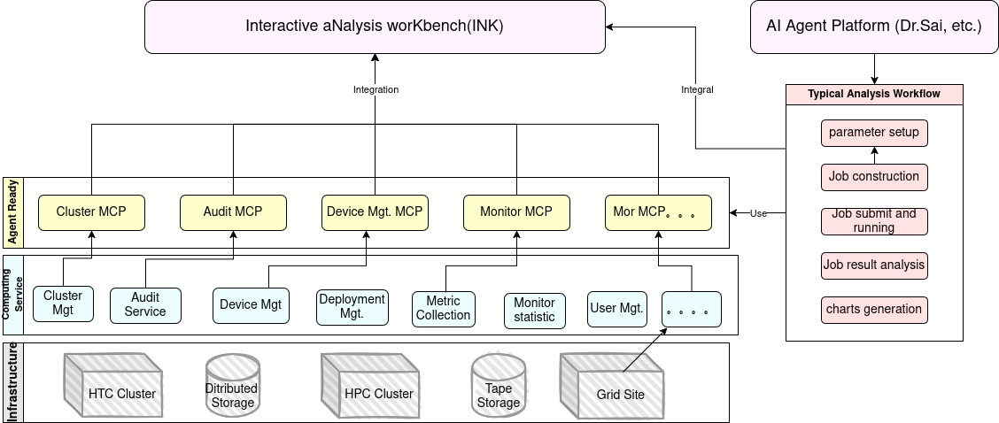 Interactive aNalysis worKbench(INK)
AI Agent Platform (Dr.Sai, etc.)
Integration
Integral
Typical Analysis Workflow
parameter setup
Job construction
Job submit and
running
Job result analysis
charts generation
Use
Agent Ready
Cluster MCP
Audit MCP
Device Mgt. MCP
Monitor MCP
Mor MCP。。。
Computing
Service
Cluster
Mgt
Audit
Service
Device Mgt
Deployment
Mgt.
Metric
Collection
Monitor
statistic
User Mgt.
。。。。
Infrastructure
HTC Cluster
Ditributed
Storage
HPC Cluster
Tape
Storage
Grid Site